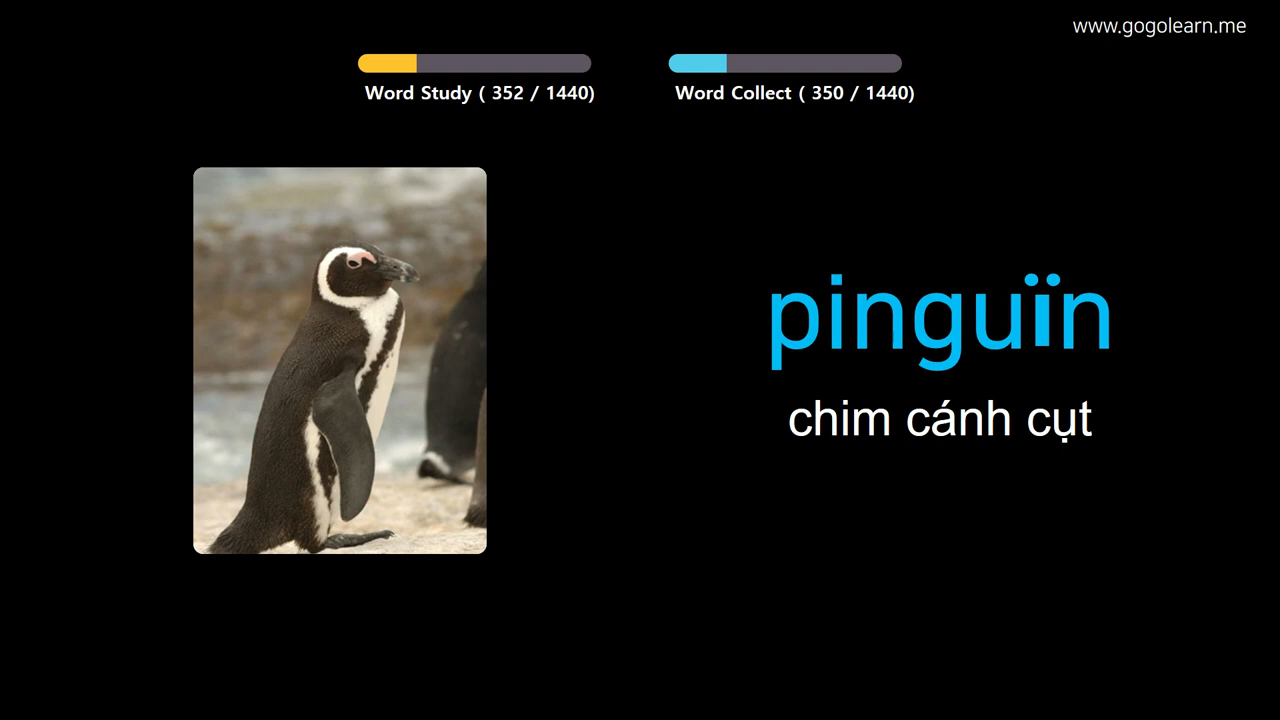 www.gogolearn.me
Word Study ( 352 / 1440)
Word Collect ( 350 / 1440)
pinguïn
chim cánh cụt